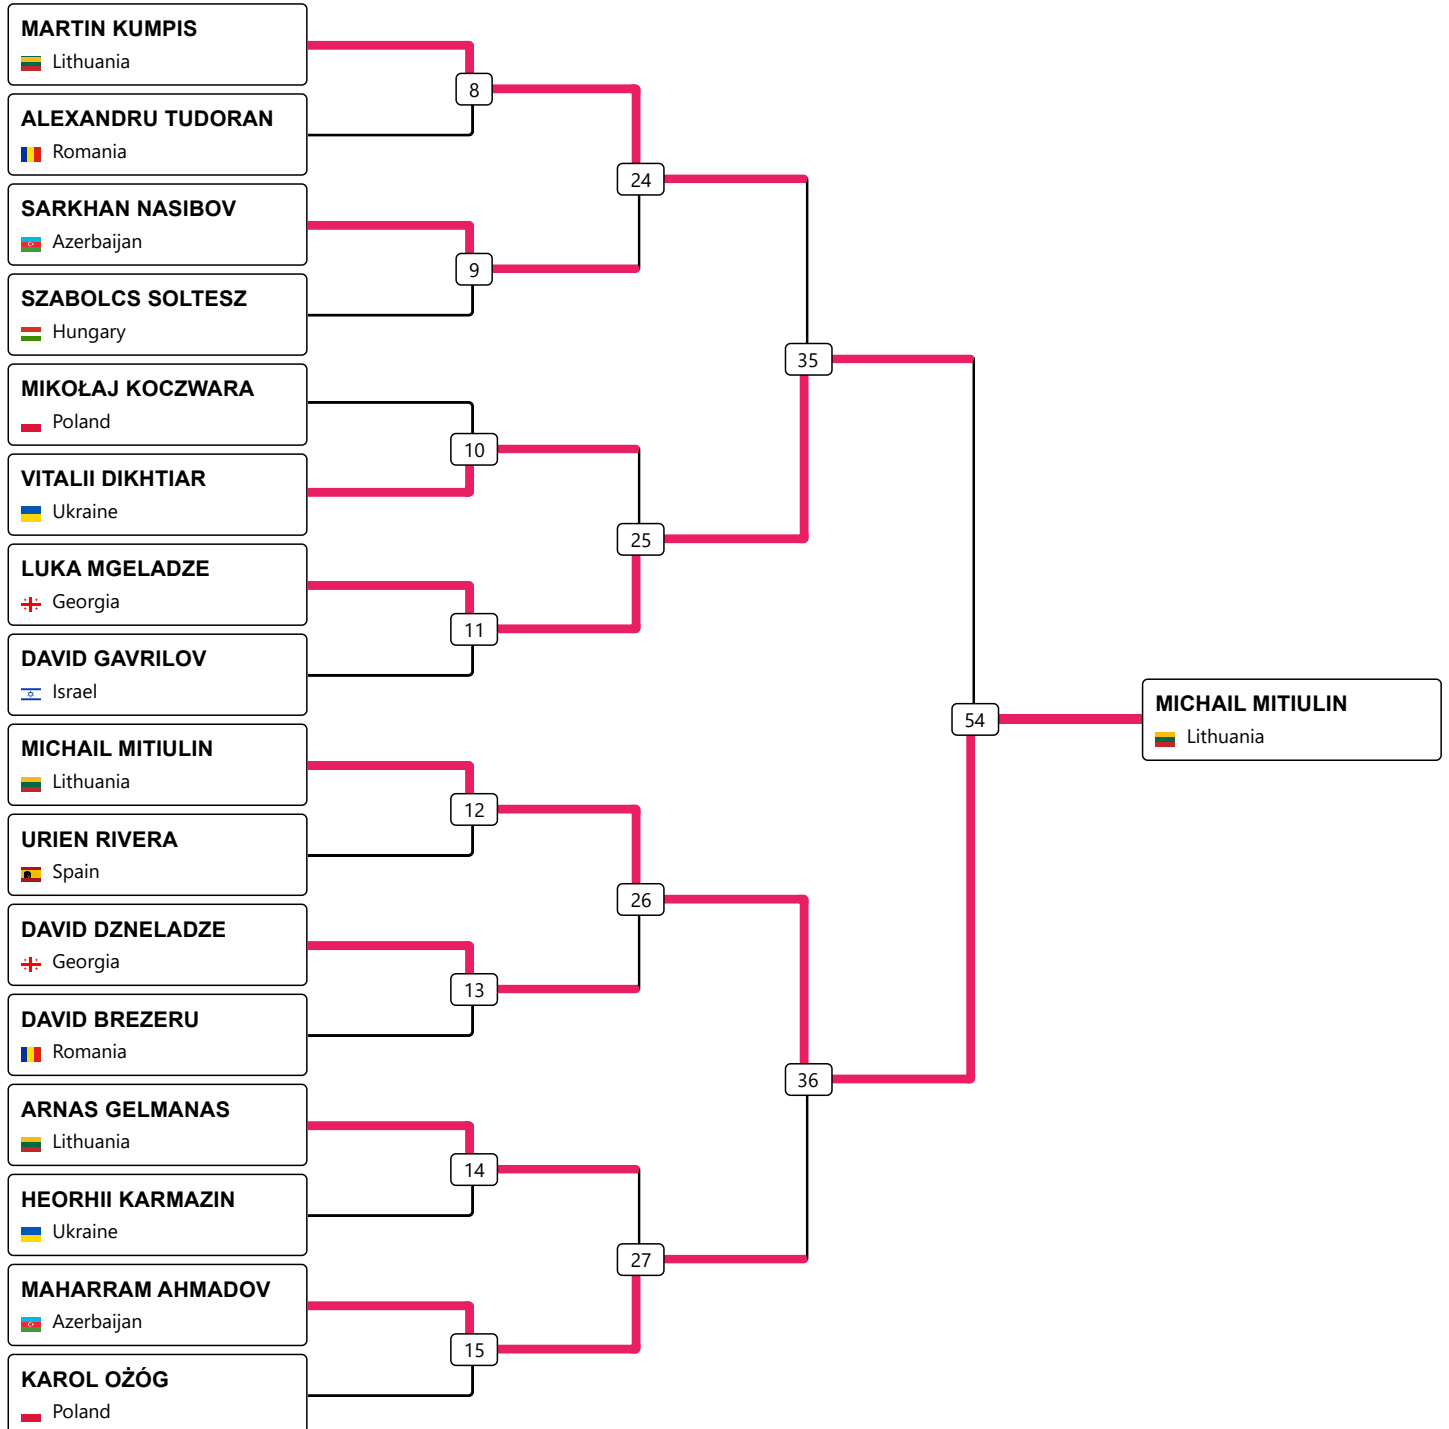 MARTIN KUMPIS
Lithuania
8
ALEXANDRU TUDORAN
Romania
24
SARKHAN NASIBOV
Azerbaijan
9
SZABOLCS SOLTESZ
Hungary
35
MIKOŁAJ KOCZWARA
Poland
10
VITALII DIKHTIAR
Ukraine
25
LUKA MGELADZE
Georgia
11
DAVID GAVRILOV
Israel
54
MICHAIL MITIULIN
Lithuania
MICHAIL MITIULIN
Lithuania
12
URIEN RIVERA
Spain
26
DAVID DZNELADZE
Georgia
13
DAVID BREZERU
Romania
36
ARNAS GELMANAS
Lithuania
14
HEORHII KARMAZIN
Ukraine
27
MAHARRAM AHMADOV
Azerbaijan
15
KAROL OŻÓG
Poland